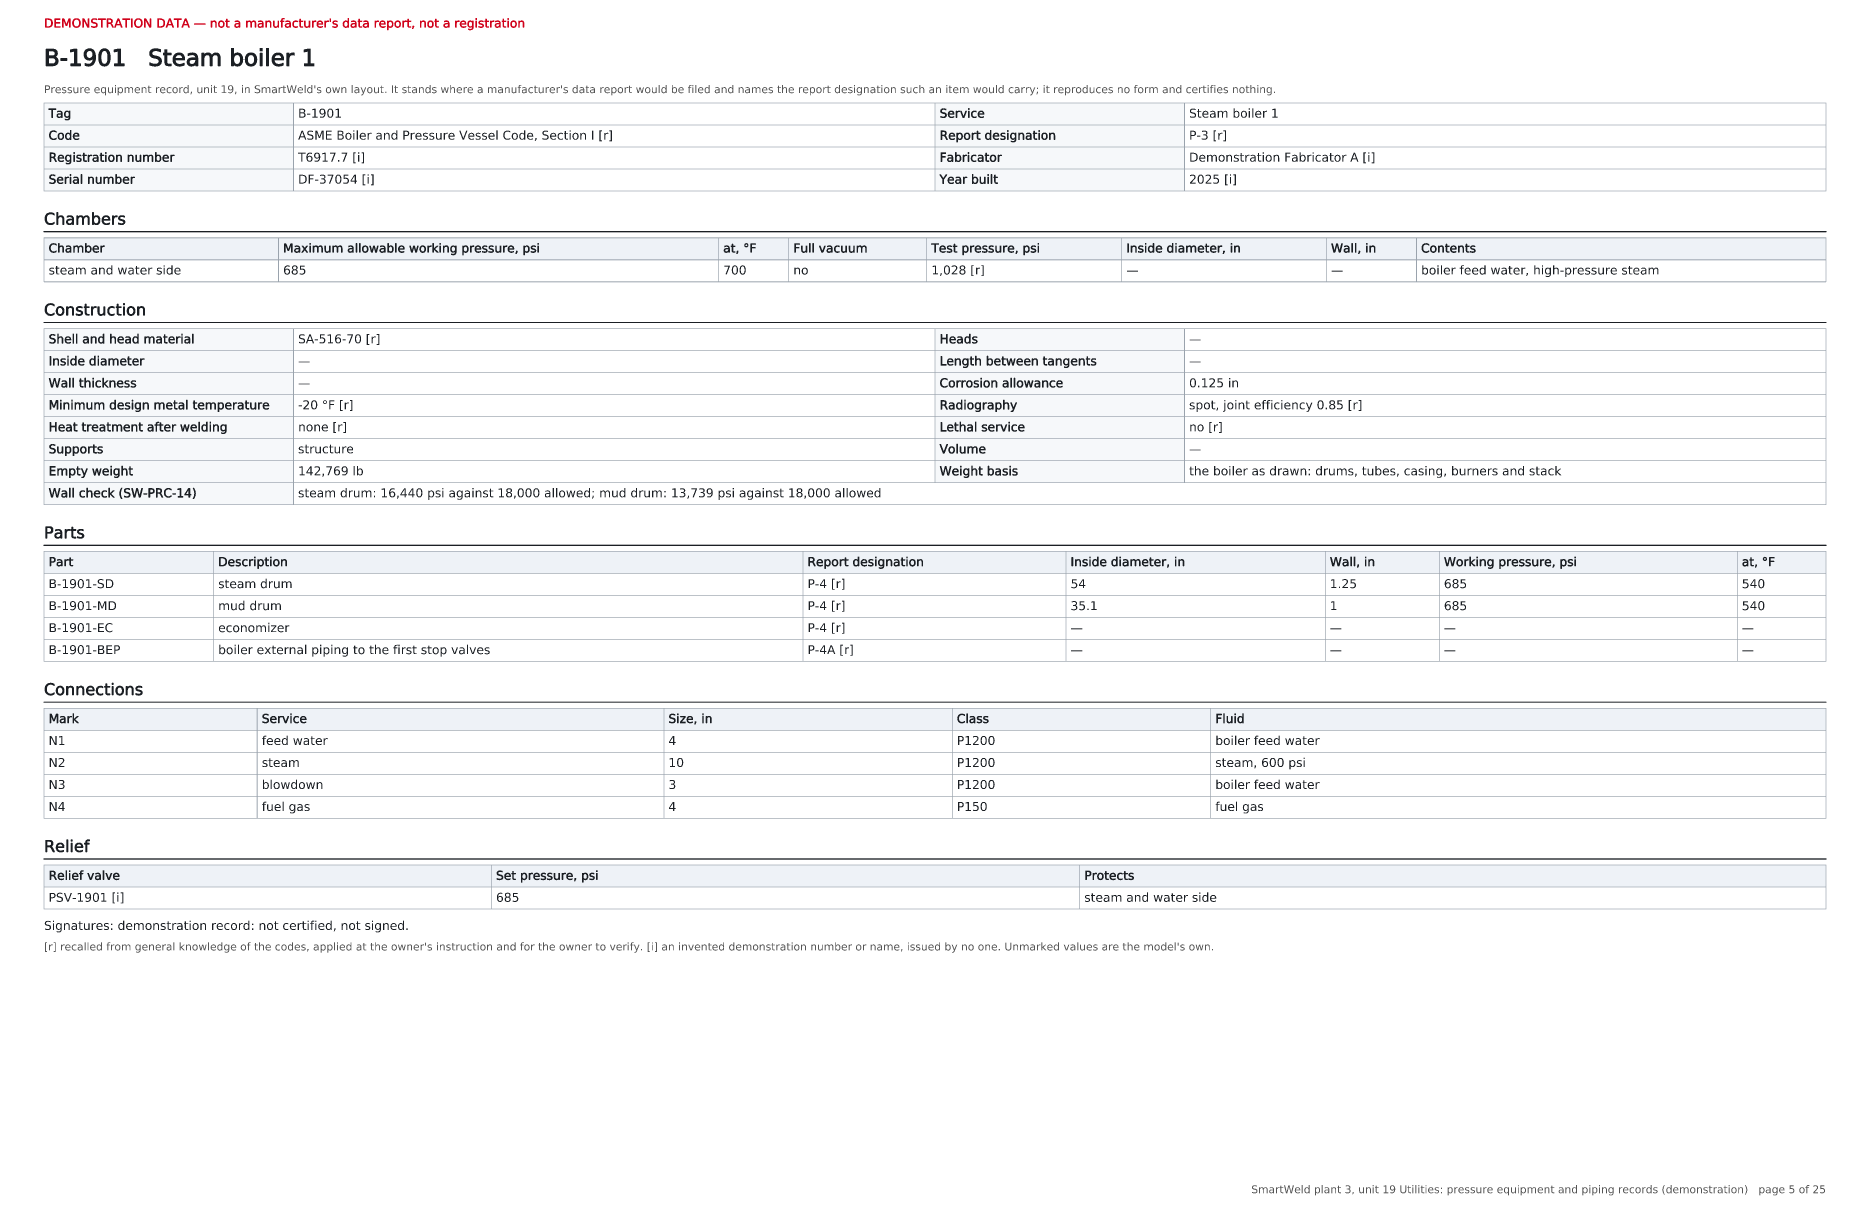 DEMONSTRATION DATA — not a manufacturer's data report, not a registration
B-1901 Steam boiler 1
Pressure equipment record, unit 19, in SmartWeld's own layout. It stands where a manufacturer's data report would be filed and names the report designation such an item would carry; it reproduces no form and certifies nothing.
Tag B-1901 Service Steam boiler 1
Code ASME Boiler and Pressure Vessel Code, Section I [r] Report designation P-3 [r]
Registration number T6917.7 [i] Fabricator Demonstration Fabricator A [i]
Serial number DF-37054 [i] Year built 2025 [i]
Chambers
Chamber Maximum allowable working pressure, psi at, °F Full vacuum Test pressure, psi Inside diameter, in Wall, in Contents
steam and water side 685 700 no 1,028 [r] — — boiler feed water, high-pressure steam
Construction
Shell and head material SA-516-70 [r] Heads —
Inside diameter — Length between tangents —
Wall thickness — Corrosion allowance 0.125 in
Minimum design metal temperature -20 °F [r] Radiography spot, joint efficiency 0.85 [r]
Heat treatment after welding none [r] Lethal service no [r]
Supports structure Volume —
Empty weight 142,769 lb Weight basis the boiler as drawn: drums, tubes, casing, burners and stack
Wall check (SW-PRC-14) steam drum: 16,440 psi against 18,000 allowed; mud drum: 13,739 psi against 18,000 allowed
Parts
Part Description Report designation Inside diameter, in Wall, in Working pressure, psi at, °F
B-1901-SD steam drum P-4 [r] 54 1.25 685 540
B-1901-MD mud drum P-4 [r] 35.1 1 685 540
B-1901-EC economizer P-4 [r] — — — —
B-1901-BEP boiler external piping to the first stop valves P-4A [r] — — — —
Connections
Mark Service Size, in Class Fluid
N1 feed water 4 P1200 boiler feed water
N2 steam 10 P1200 steam, 600 psi
N3 blowdown 3 P1200 boiler feed water
N4 fuel gas 4 P150 fuel gas
Relief
Relief valve Set pressure, psi Protects
PSV-1901 [i] 685 steam and water side
Signatures: demonstration record: not certified, not signed.
[r] recalled from general knowledge of the codes, applied at the owner's instruction and for the owner to verify. [i] an invented demonstration number or name, issued by no one. Unmarked values are the model's own.
SmartWeld plant 3, unit 19 Utilities: pressure equipment and piping records (demonstration) page 5 of 25